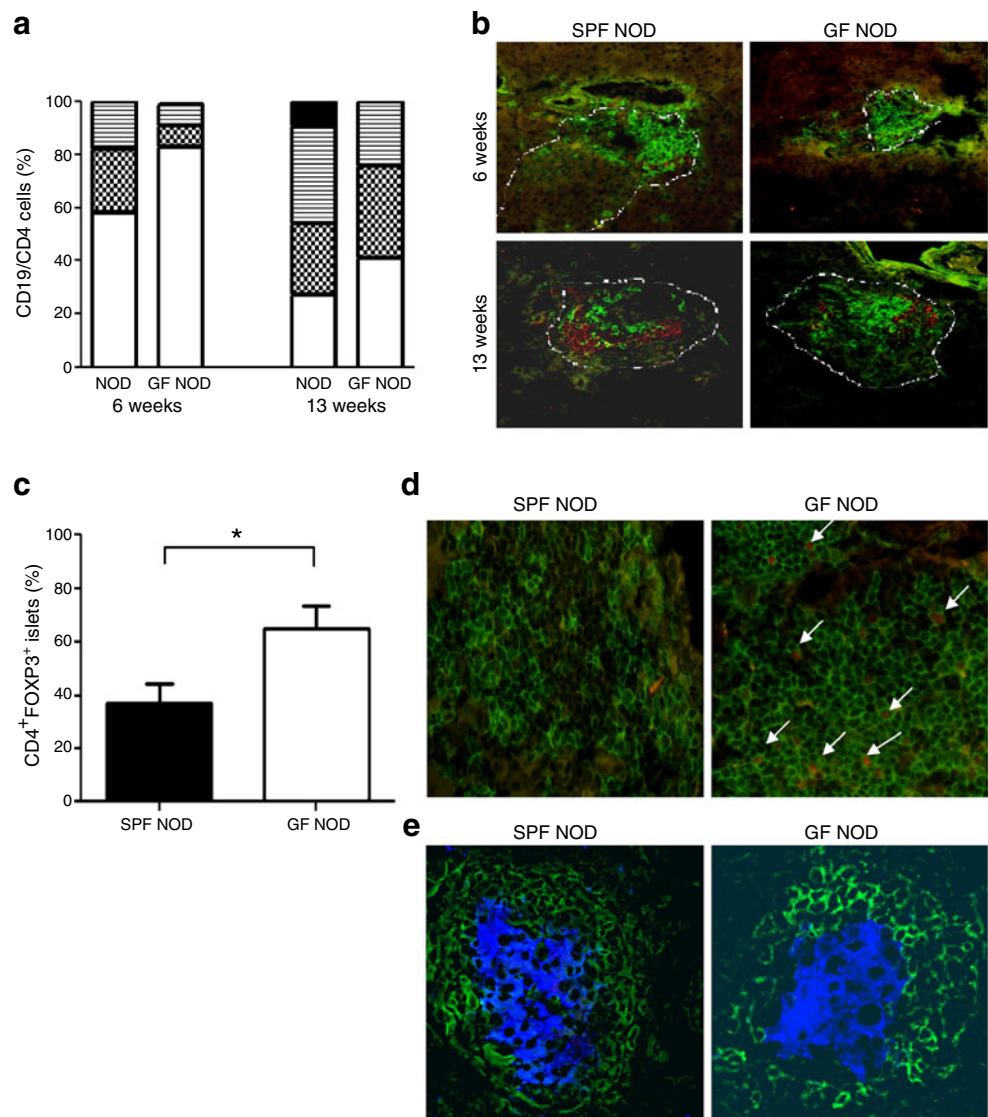 a
CD19/CD4 cells (%)
100
80
60
40
20
0
NOD GF NOD NOD GF NOD
6 weeks 13 weeks
b
SPF NOD GF NOD
6 weeks
13 weeks
c
CD4+FOXP3+ islets (%)
100
80
60
40
20
0
*
SPF NOD GF NOD
d
SPF NOD GF NOD
e
SPF NOD GF NOD